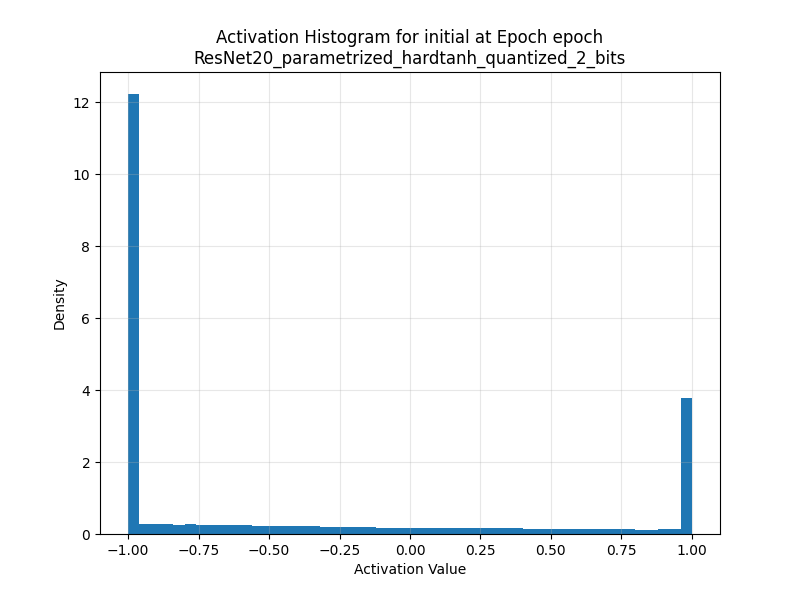 Activation Histogram for initial at Epoch epoch
ResNet20_parametrized_hardtanh_quantized_2_bits
Density
12
10
8
6
4
2
0
−1.00 −0.75 −0.50 −0.25 0.00 0.25 0.50 0.75 1.00
Activation Value